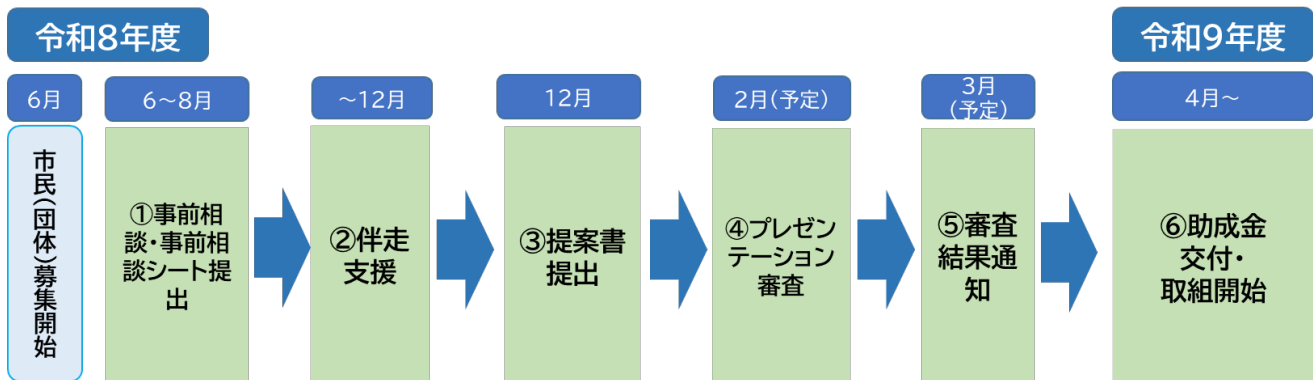 令和8年度
令和9年度
6月
6~8月
~12月
12月
2月(予定)
3月
(予定)
4月~
市民(団体)募集開始
①事前相
談・事前相
談シート提
出
②伴走
支援
③提案書
提出
④プレゼン
テーション
審査
⑤審査
結果通
知
⑥助成金
交付・
取組開始